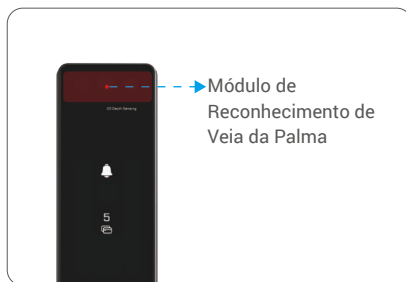 Módulo de
Reconhecimento de
Veia da Palma
3D Depth Sensing
5